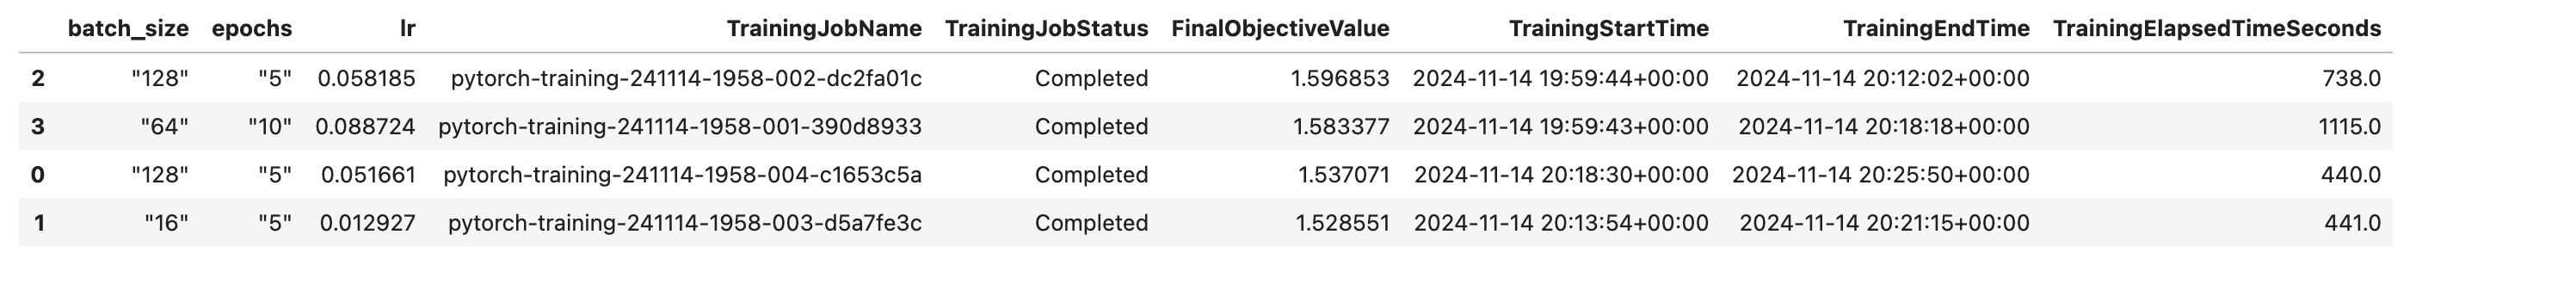 batch_size epochs lr TrainingJobName TrainingJobStatus FinalObjectiveValue TrainingStartTime TrainingEndTime TrainingElapsedTimeSeconds
2 "128" "5" 0.058185 pytorch-training-241114-1958-002-dc2fa01c Completed 1.596853 2024-11-14 19:59:44+00:00 2024-11-14 20:12:02+00:00 738.0
3 "64" "10" 0.088724 pytorch-training-241114-1958-001-390d8933 Completed 1.583377 2024-11-14 19:59:43+00:00 2024-11-14 20:18:18+00:00 1115.0
0 "128" "5" 0.051661 pytorch-training-241114-1958-004-c1653c5a Completed 1.537071 2024-11-14 20:18:30+00:00 2024-11-14 20:25:50+00:00 440.0
1 "16" "5" 0.012927 pytorch-training-241114-1958-003-d5a7fe3c Completed 1.528551 2024-11-14 20:13:54+00:00 2024-11-14 20:21:15+00:00 441.0